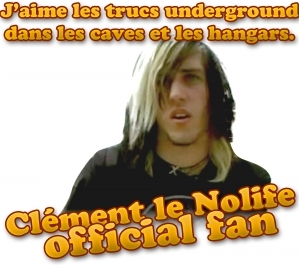 J'aime les trucs underground
dans les caves et les hangars.
Clément le Nolife
official fan